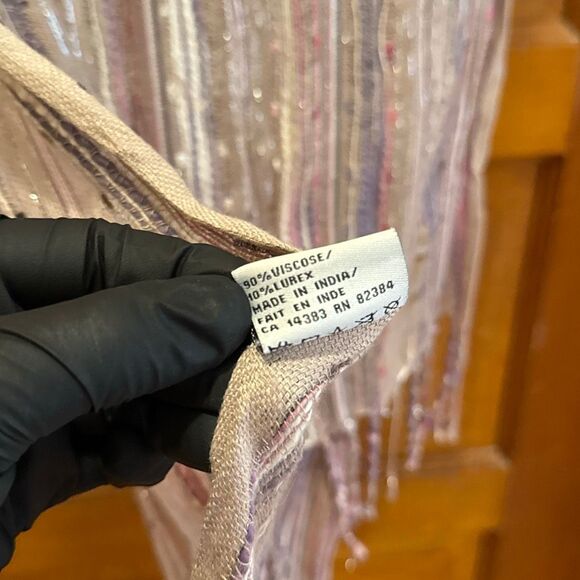 90% VISCOSE/
10% LUREX
MADE IN INDIA/
FAIT EN INDE
CA 14383 RN 82384